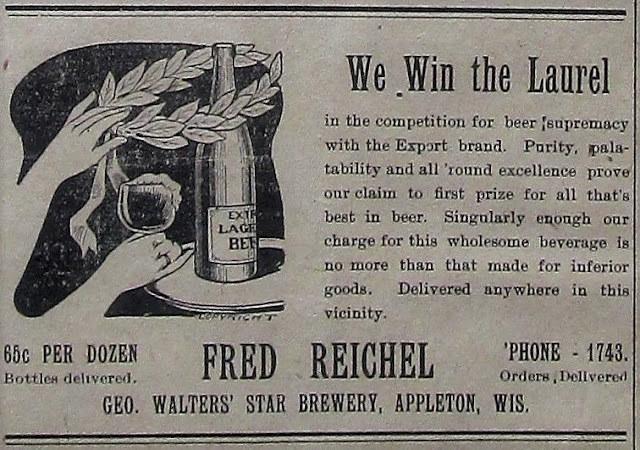 We Win the Laurel
in the competition for beer supremacy
with the Export brand. Purity, pala-
tability and all 'round excellence prove
our claim to first prize for all that's
best in beer. Singularly enough our
charge for this wholesome beverage is
no more than that made for inferior
goods. Delivered anywhere in this
vicinity.
EXTR
LAGE
BEE
COPYRIGHT
65c PER DOZEN
Bottles delivered.
FRED REICHEL
'PHONE - 1743.
Orders Delivered
GEO. WALTERS' STAR BREWERY, APPLETON, WIS.